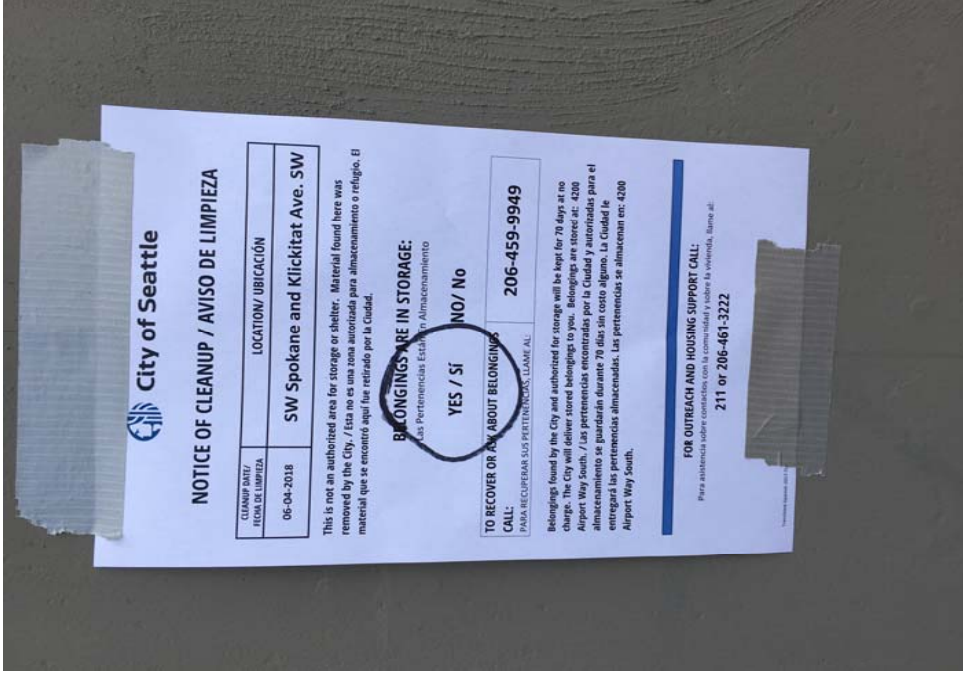 City of Seattle
NOTICE OF CLEANUP / AVISO DE LIMPIEZA
CLEANUP DATE/
FECHA DE LIMPIEZA
LOCATION/ UBICACIÓN
06-04-2018
SW Spokane and Klickitat Ave. SW
This is not an authorized area for storage or shelter. Material found here was
removed by the City. / Esta no es una zona autorizada para almacenamiento o refugio. El
material que se encontró aquí fue retirado por la Ciudad.
BELONGINGS ARE IN STORAGE:
Las Pertenencias Están in Almacenamiento
YES / SÍ NO/ No
TO RECOVER OR ASK ABOUT BELONGINGS
CALL:
PARA RECUPERAR SUS PERTENENCIAS, LLAME AL:
206-459-9949
Belongings found by the City and authorized for storage will be kept for 70 days at no
charge. The City will deliver stored belongings to you. Belongings are stored at: 4200
Airport Way South. / Las pertenencias encontradas por la Ciudad y autorizadas para el
almacenamiento se guardarán durante 70 días sin costo alguno. La Ciudad le
entregará las pertenencias almacenadas. Las pertenencias se almacenan en: 4200
Airport Way South.
FOR OUTREACH AND HOUSING SUPPORT CALL:
Para asistencia sobre contactos con la comunidad y sobre la vivienda, llame al:
211 or 206-461-3222